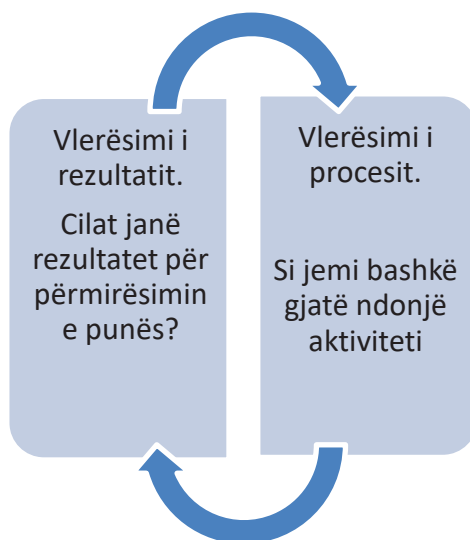 Vlerësimi i
rezultatit.
Cilat janë
rezultatet për
përmirësimin
e punës?
Vlerësimi i
procesit.
Si jemi bashkë
gjatë ndonjë
aktiviteti